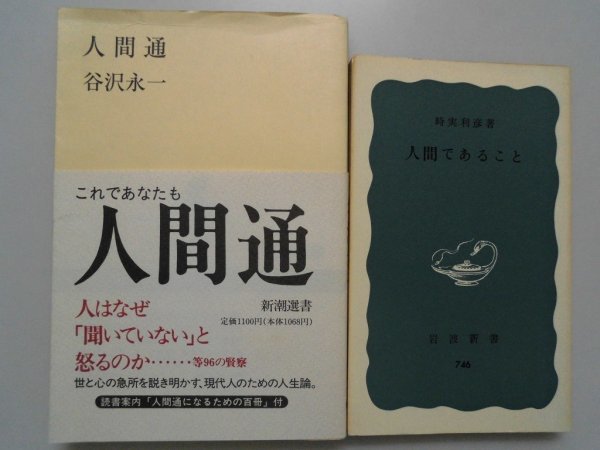 人間通
谷沢永一
これであなたも
人間通
新潮選書
定価1100円(本体1068円)
人はなぜ
「聞いていない」と
怒るのか……等96の賢察
世と心の急所を説き明かす、現代人のための人生論。
読書案内「人間通になるための百冊」付
時実利彦著
人間であること
岩波新書
746